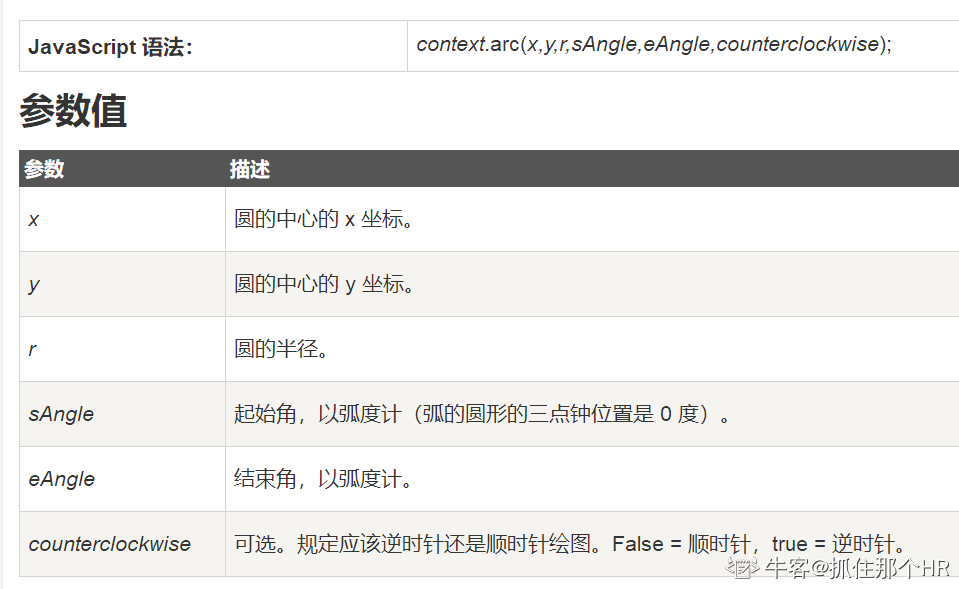 JavaScript 语法： context.arc(x,y,r,sAngle,eAngle,counterclockwise);
参数值
参数 描述
x 圆的中心的 x 坐标。
y 圆的中心的 y 坐标。
r 圆的半径。
sAngle 起始角，以弧度计（弧的圆形的三点钟位置是 0 度）。
eAngle 结束角，以弧度计。
counterclockwise 可选。规定应该逆时针还是顺时针绘图。False = 顺时针，true = 逆时针。
牛客@抓住那个HR